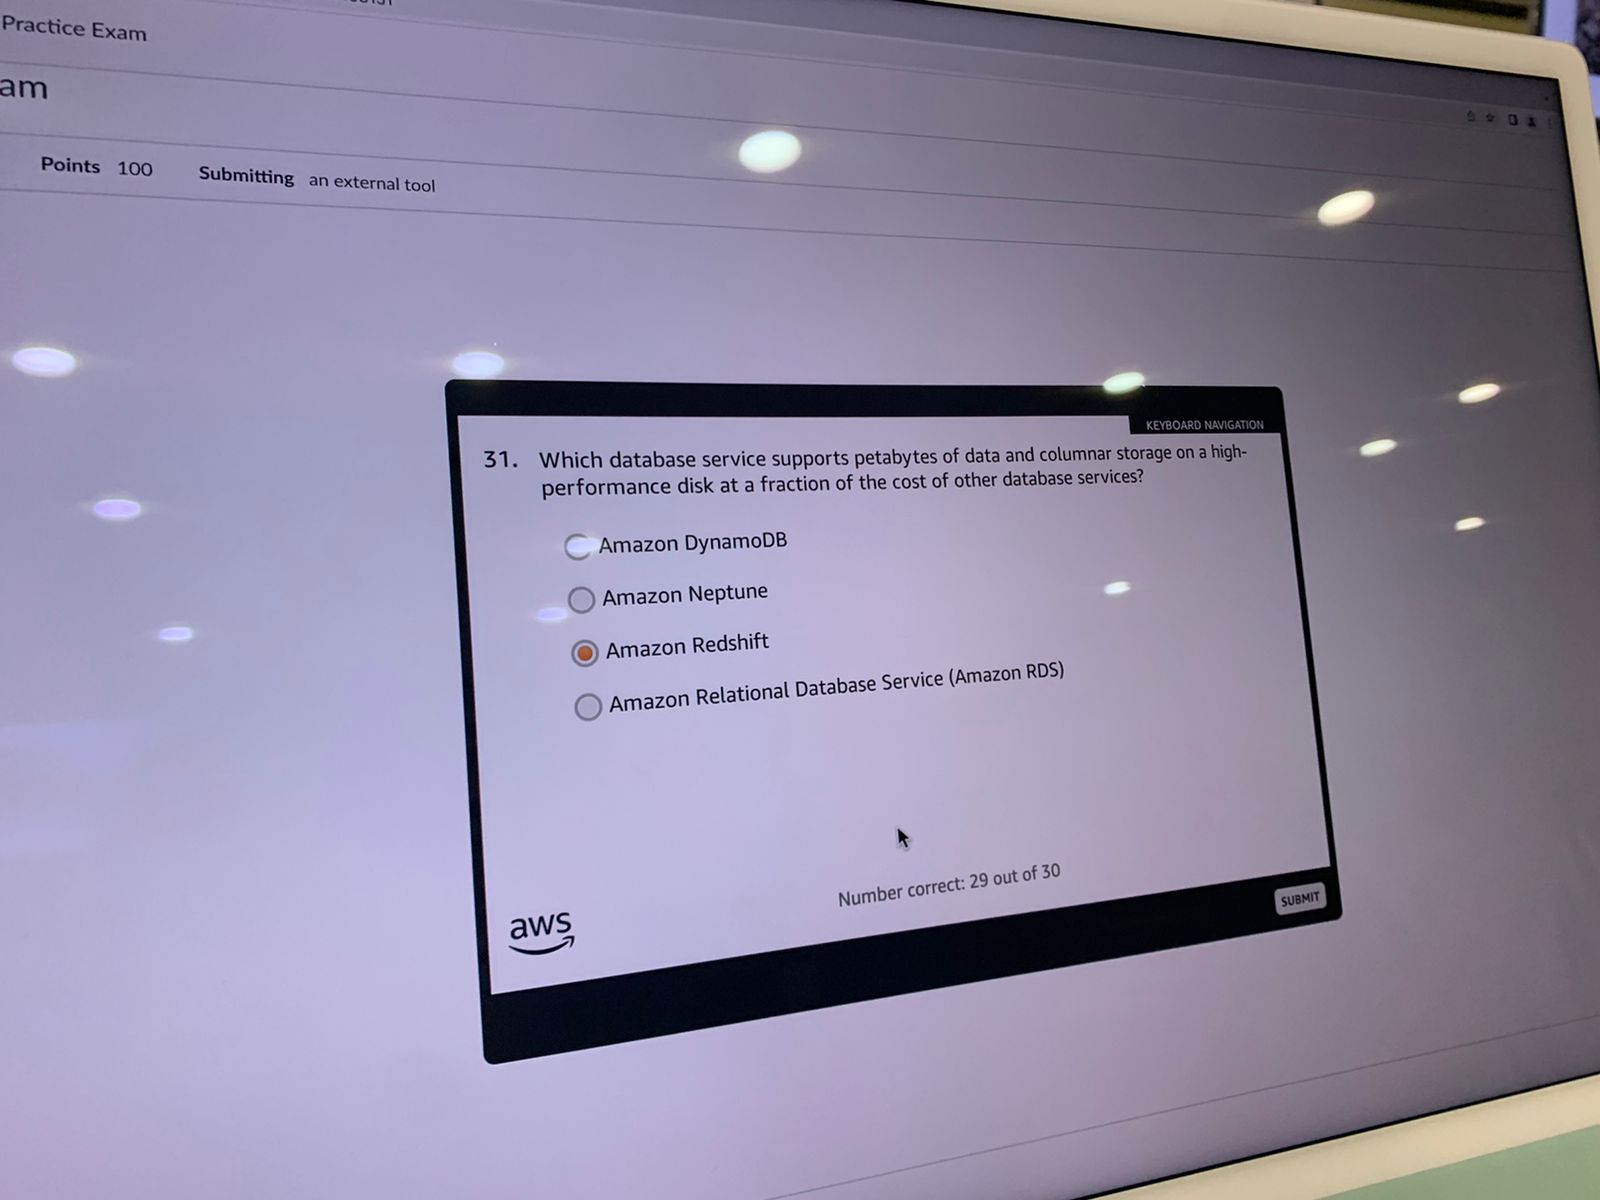 Practice Exam
am
Points 100 Submitting an external tool
KEYBOARD NAVIGATION
31. Which database service supports petabytes of data and columnar storage on a high-
performance disk at a fraction of the cost of other database services?
Amazon DynamoDB
Amazon Neptune
Amazon Redshift
Amazon Relational Database Service (Amazon RDS)
Number correct: 29 out of 30
SUBMIT
aws